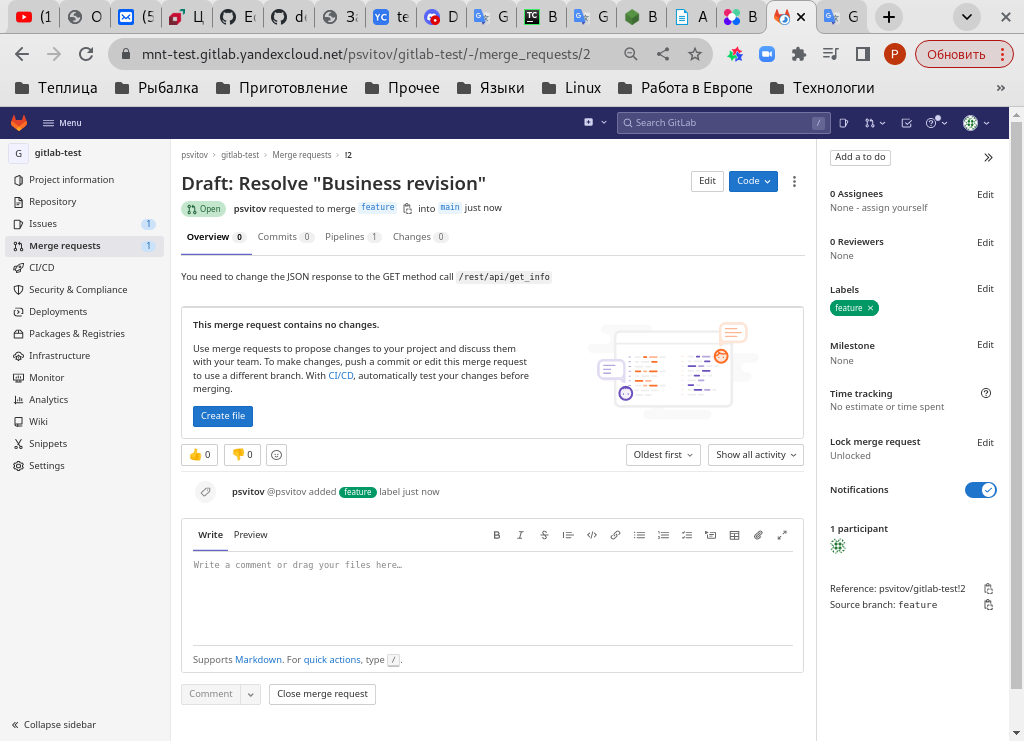 (1
O
(5
Ц
E
d
За
YC te
D
G
TC B
G
B
A
B
G
mnt-test.gitlab.yandexcloud.net/psvitov/gitlab-test/-/merge_requests/2
P
Обновить
Теплица
Рыбалка
Приготовление
Прочее
Языки
Linux
Работа в Европе
Технологии
»
Menu
Search GitLab
/
G gitlab-test
Project information
Repository
Issues 1
Merge requests 1
CI/CD
Security & Compliance
Deployments
Packages & Registries
Infrastructure
Monitor
Analytics
Wiki
Snippets
Settings
Collapse sidebar
psvitov › gitlab-test › Merge requests › !2
Draft: Resolve "Business revision"
Edit
Code
Open psvitov requested to merge feature into main just now
Overview 0 Commits 0 Pipelines 1 Changes 0
You need to change the JSON response to the GET method call /rest/api/get_info
This merge request contains no changes.
Use merge requests to propose changes to your project and discuss them
with your team. To make changes, push a commit or edit this merge request
to use a different branch. With CI/CD, automatically test your changes before
merging.
Create file
👍 0 👎 0
Oldest first
Show all activity
psvitov @psvitov added feature label just now
Write Preview
Write a comment or drag your files here…
Supports Markdown. For quick actions, type /.
Comment
Close merge request
Add a to do
0 Assignees Edit
None - assign yourself
0 Reviewers Edit
None
Labels Edit
feature ×
Milestone Edit
None
Time tracking
No estimate or time spent
Lock merge request Edit
Unlocked
Notifications
1 participant
Reference: psvitov/gitlab-test!2
Source branch: feature